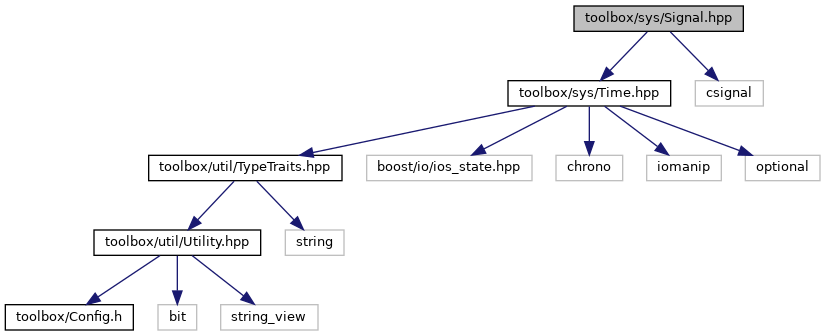 toolbox/sys/Signal.hpp
toolbox/sys/Time.hpp
csignal
toolbox/util/TypeTraits.hpp
boost/io/ios_state.hpp
chrono
iomanip
optional
toolbox/util/Utility.hpp
string
toolbox/Config.h
bit
string_view